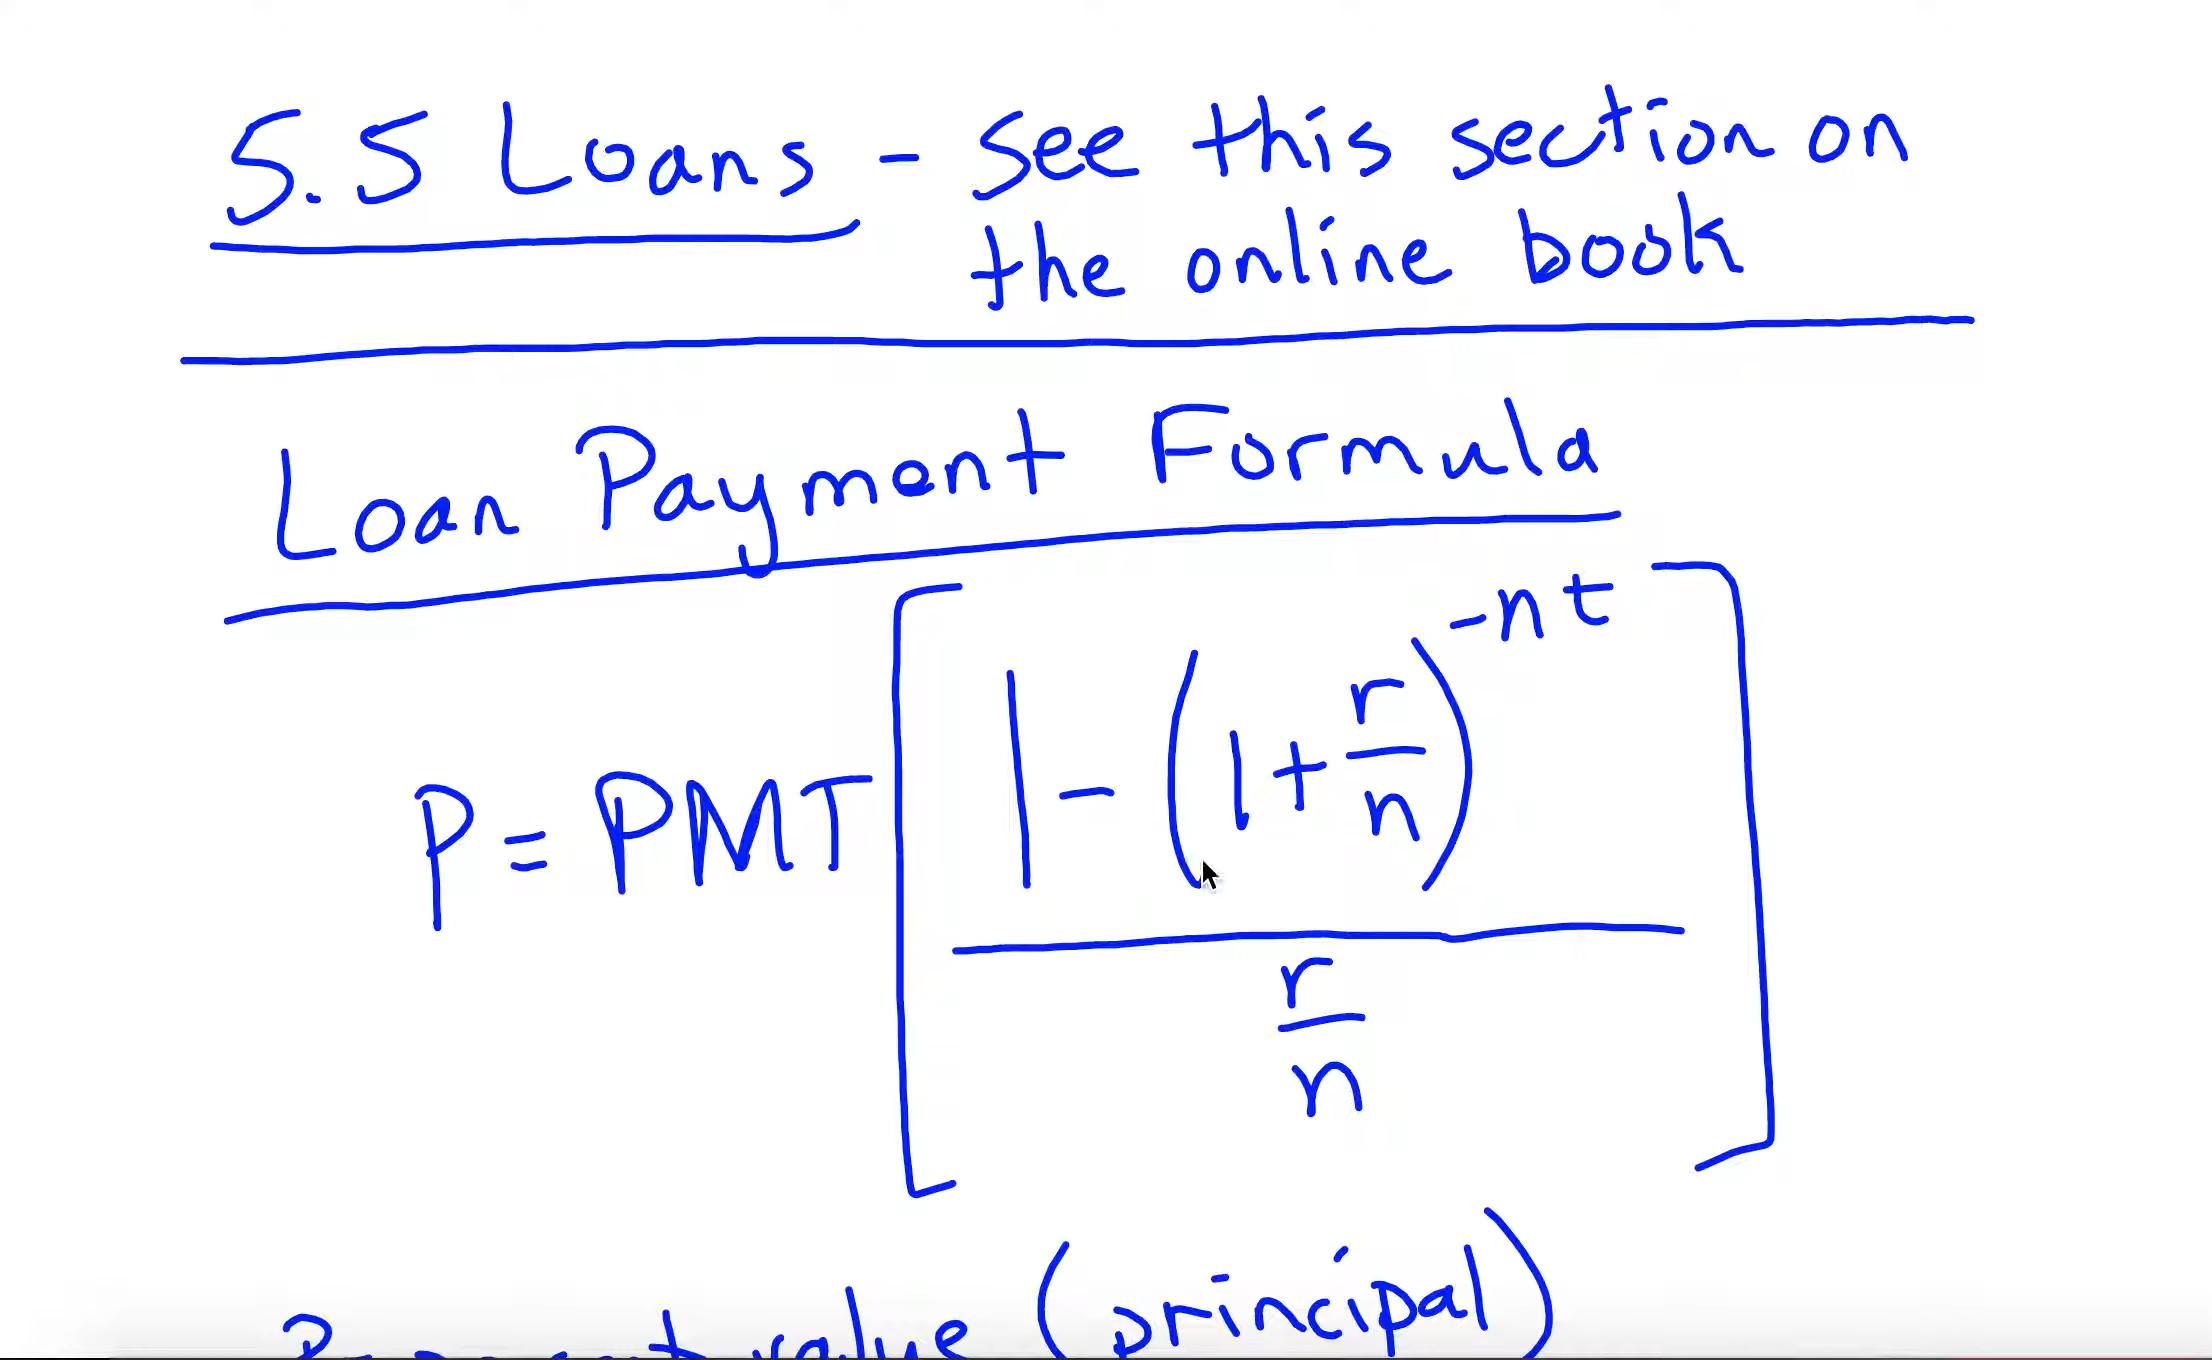 5.5 Loans - see this section on
the online book
Loan Payment Formula
P = PMT [ (1 - (1 + r/n)^(-nt)) / (r/n) ]
value (principal)